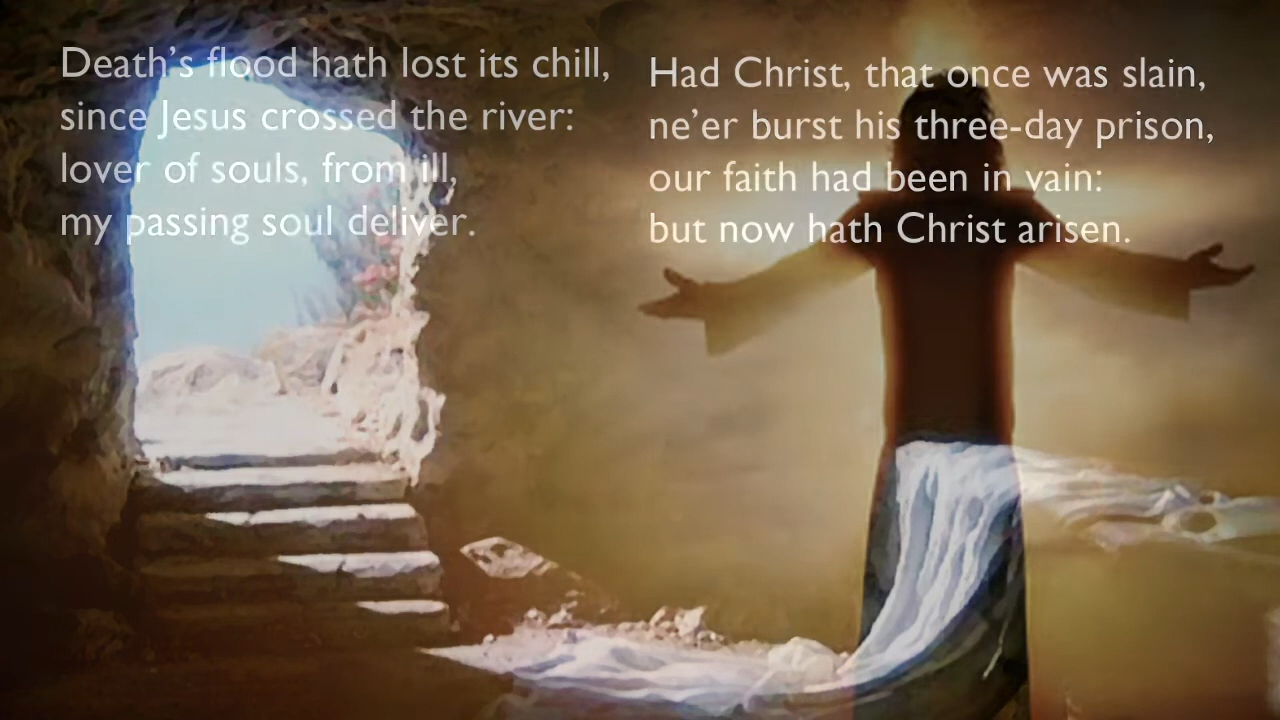 Death’s flood hath lost its chill,
since Jesus crossed the river:
lover of souls, from ill,
my passing soul deliver.
Had Christ, that once was slain,
ne’er burst his three-day prison,
our faith had been in vain:
but now hath Christ arisen.